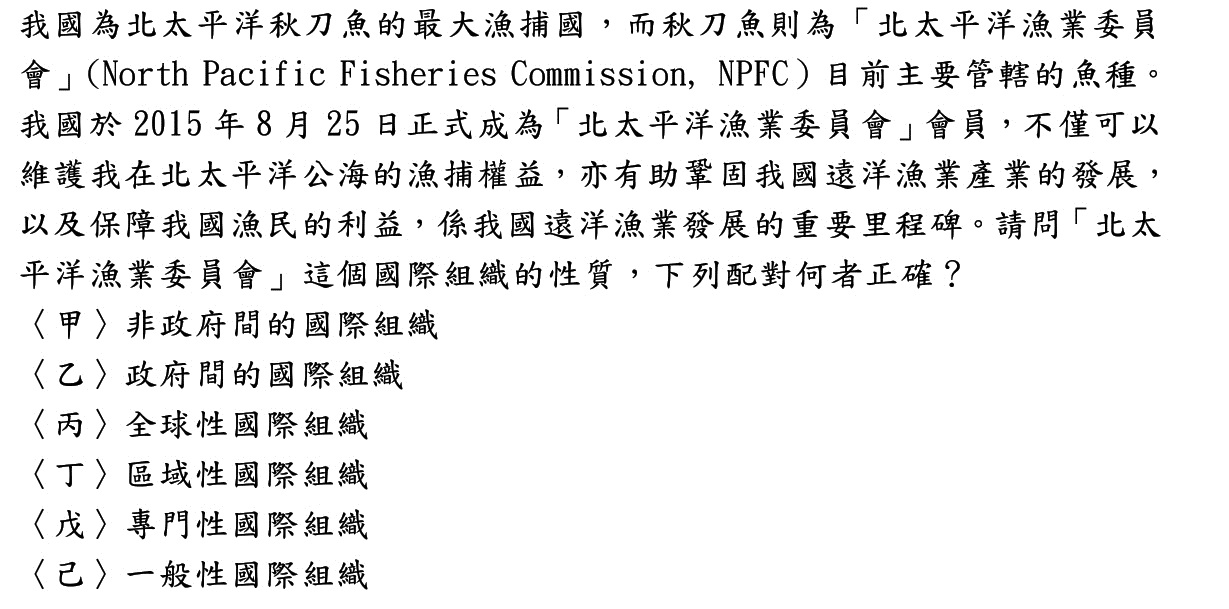 我國為北太平洋秋刀魚的最大漁捕國，而秋刀魚則為「北太平洋漁業委員
會」(North Pacific Fisheries Commission, NPFC)目前主要管轄的魚種。
我國於 2015 年 8 月 25 日正式成為「北太平洋漁業委員會」會員，不僅可以
維護我在北太平洋公海的漁捕權益，亦有助鞏固我國遠洋漁業產業的發展，
以及保障我國漁民的利益，係我國遠洋漁業發展的重要里程碑。請問「北太
平洋漁業委員會」這個國際組織的性質，下列配對何者正確？
〈甲〉非政府間的國際組織
〈乙〉政府間的國際組織
〈丙〉全球性國際組織
〈丁〉區域性國際組織
〈戊〉專門性國際組織
〈己〉一般性國際組織